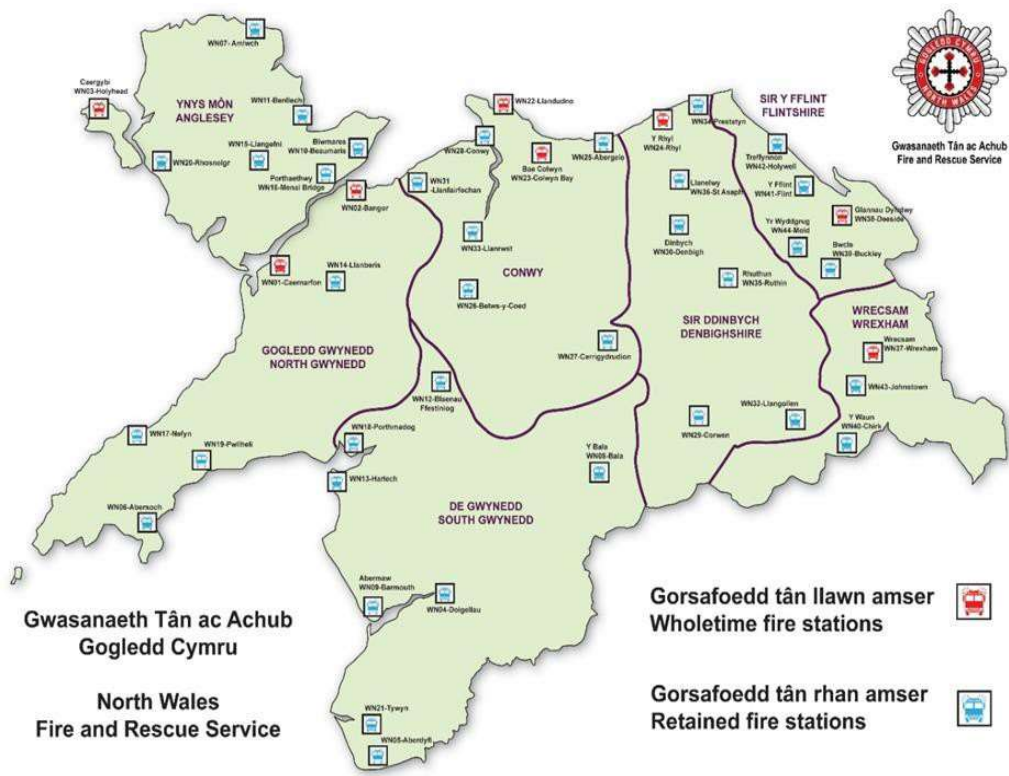 WN07-Amlwch
Caergybi
WN03-Holyhead
YNYS MÔN
ANGLESEY
WN11-Benllech
WN15-Llangefni
Biwmares
WN10-Beaumaris
WN20-Rhosneigr
Porthaethwy
WN16-Menai Bridge
WN02-Bangor
WN01-Caernarfon
WN14-Llanberis
GOGLEDD GWYNEDD
NORTH GWYNEDD
WN17-Nefyn
WN19-Pwllheli
WN06-Abersoch
WN22-Llandudno
WN28-Conwy
Bae Colwyn
WN23-Colwyn Bay
WN25-Abergele
WN31
-Llanfairfechan
WN33-Llanrwst
CONWY
WN26-Betws-y-Coed
WN27-Cerrigydrudion
WN12-Blaenau
Ffestiniog
WN18-Porthmadog
WN13-Harlech
Y Bala
WN08-Bala
DE GWYNEDD
SOUTH GWYNEDD
Abermaw
WN09-Barmouth
WN04-Dolgellau
WN21-Tywyn
WN05-Aberdyfi
Y Rhyl
WN24-Rhyl
WN34-Prestatyn
Llanelwy
WN36-St Asaph
Dinbych
WN30-Denbigh
Rhuthun
WN35-Ruthin
SIR DDINBYCH
DENBIGHSHIRE
WN29-Corwen
WN32-Llangollen
SIR Y FFLINT
FLINTSHIRE
Treffynnon
WN42-Holywell
Y Fflint
WN41-Flint
Glannau Dyfrdwy
WN38-Deeside
Yr Wyddgrug
WN44-Mold
Bwcle
WN39-Buckley
WRECSAM
WREXHAM
Wrecsam
WN37-Wrexham
WN43-Johnstown
Y Waun
WN40-Chirk
GOGLEDD CYMRU
NORTH WALES
Gwasanaeth Tân ac Achub
Fire and Rescue Service
Gwasanaeth Tân ac Achub
Gogledd Cymru
North Wales
Fire and Rescue Service
Gorsafoedd tân llawn amser
Wholetime fire stations
Gorsafoedd tân rhan amser
Retained fire stations